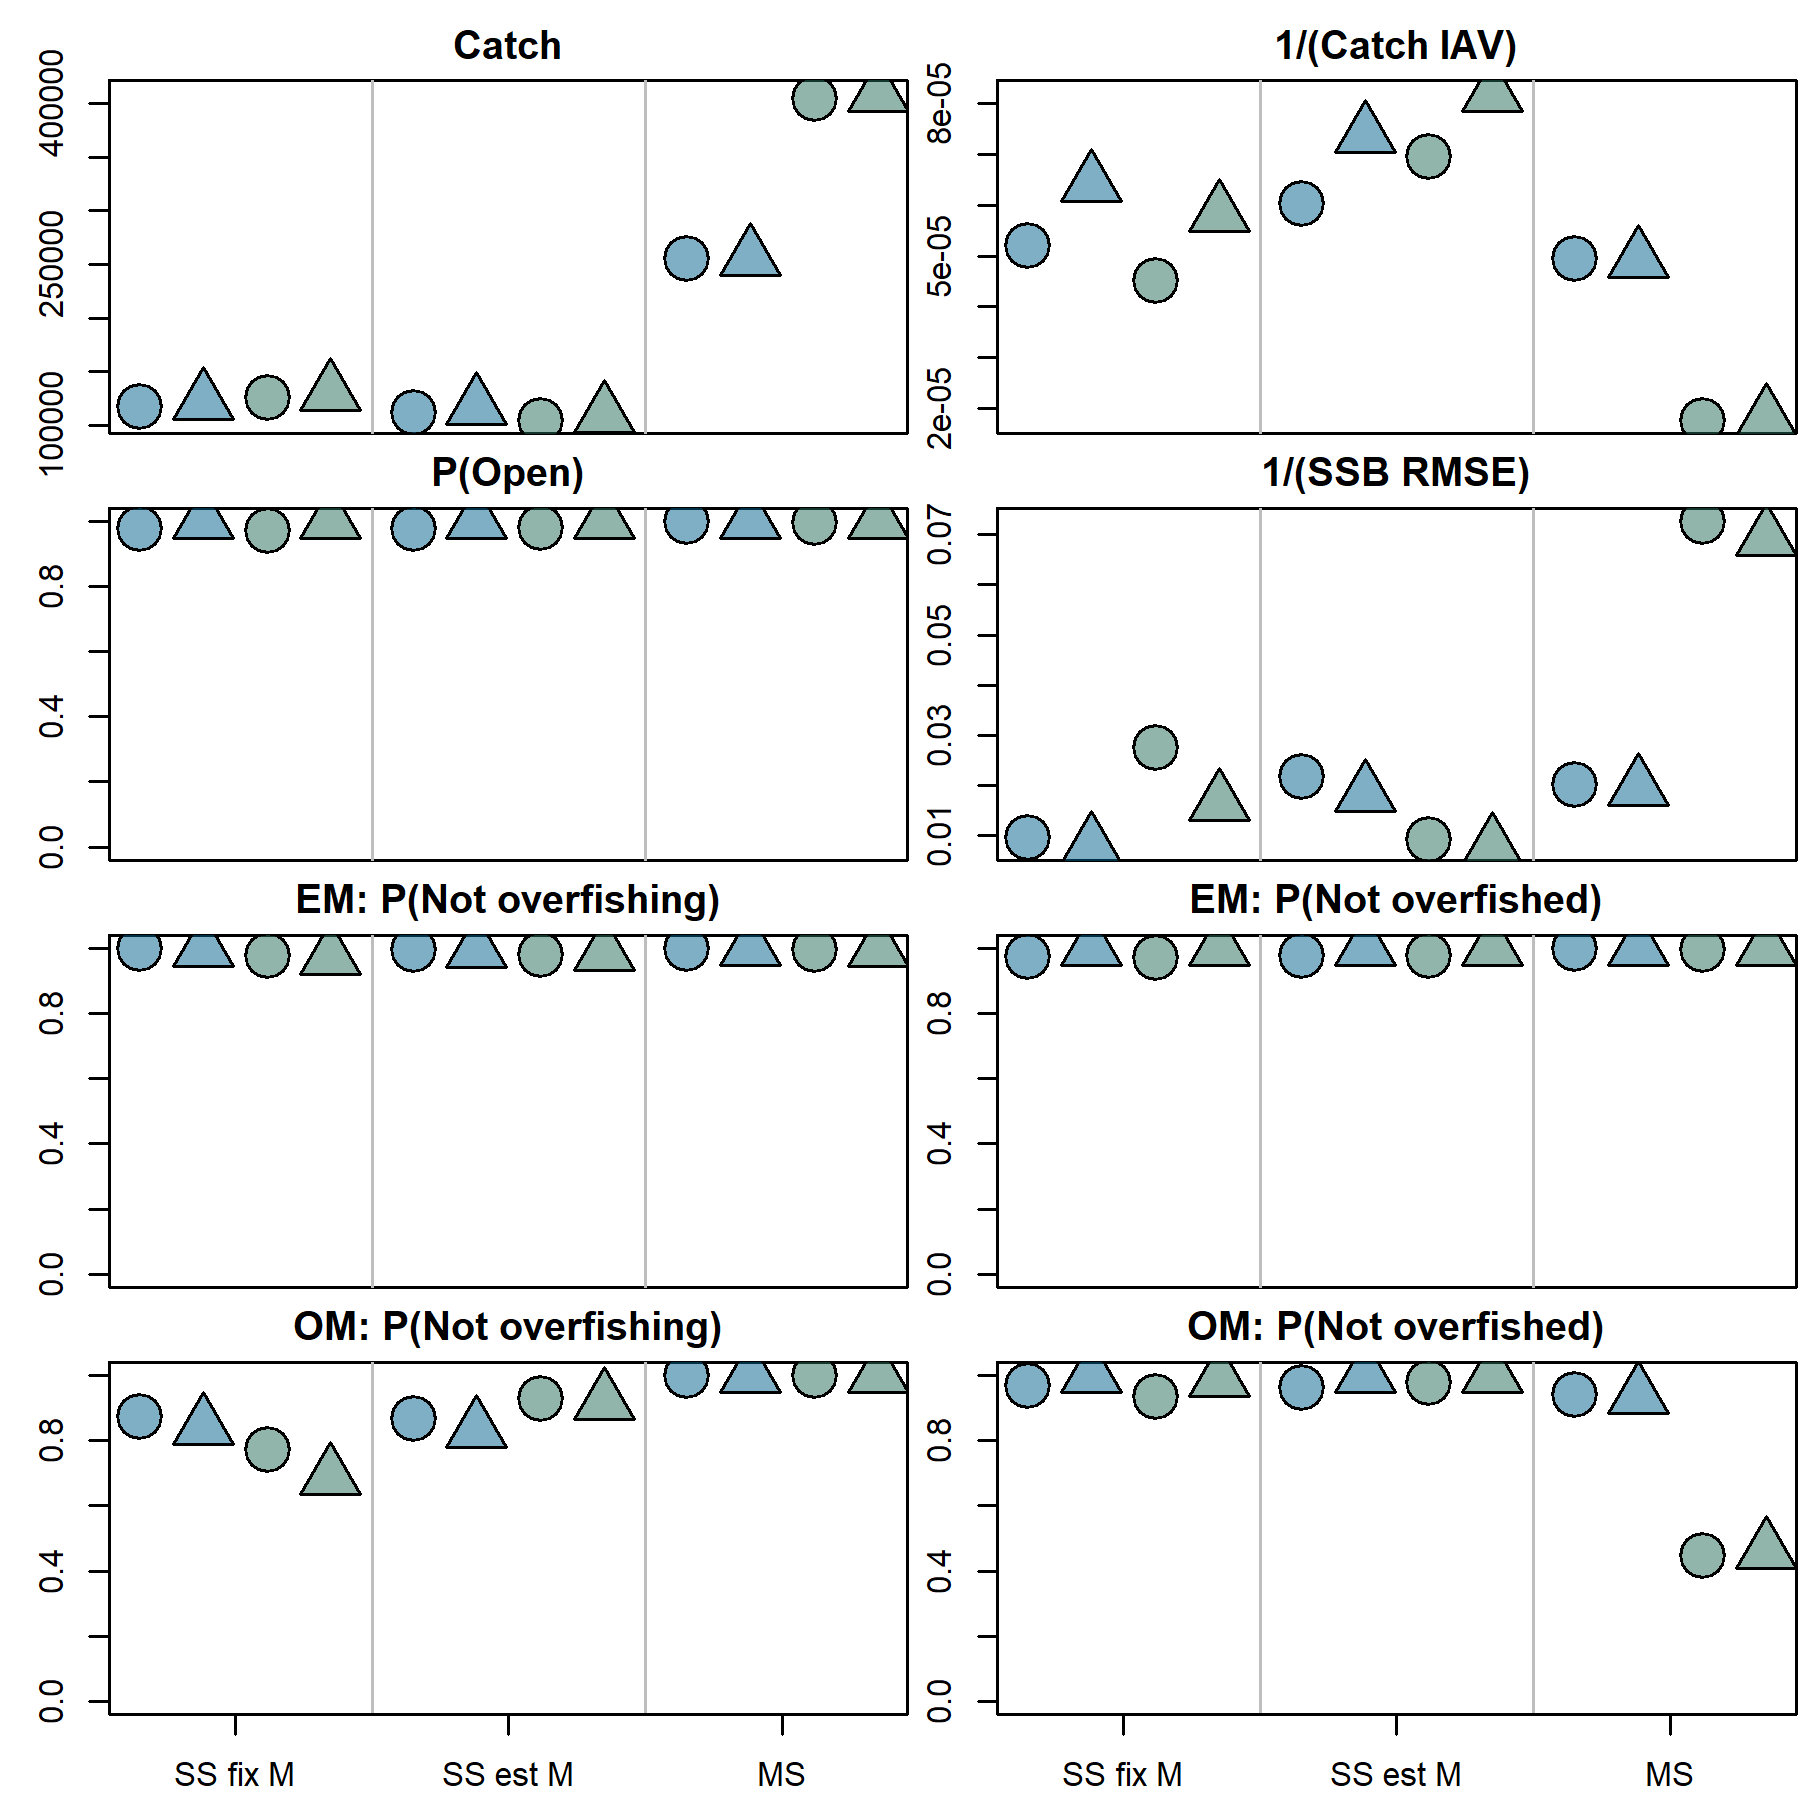 Catch
1/(Catch IAV)
400000
250000
100000
8e-05
5e-05
2e-05
P(Open)
1/(SSB RMSE)
0.8
0.4
0.0
0.07
0.05
0.03
0.01
EM: P(Not overfishing)
EM: P(Not overfished)
0.8
0.4
0.0
0.8
0.4
0.0
OM: P(Not overfishing)
OM: P(Not overfished)
0.8
0.4
0.0
0.8
0.4
0.0
SS fix M
SS est M
MS
SS fix M
SS est M
MS